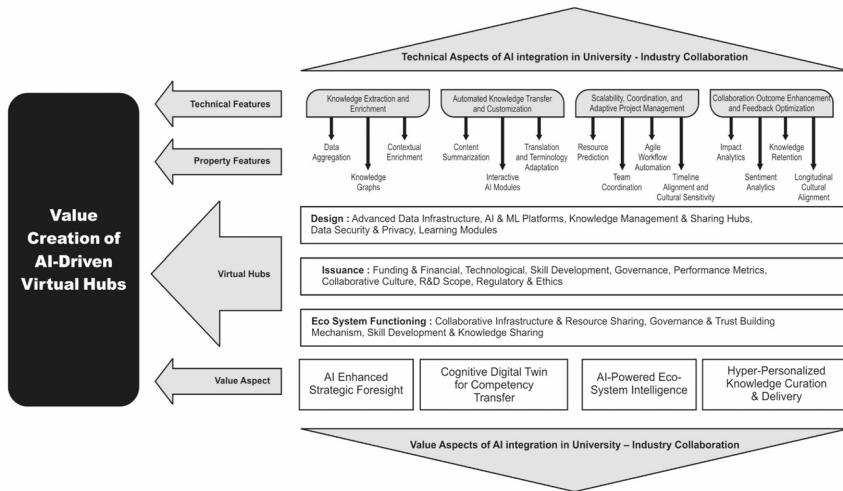 Technical Aspects of AI integration in University - Industry Collaboration
Value
Creation of
AI-Driven
Virtual Hubs
Technical Features
Property Features
Virtual Hubs
Value Aspect
Knowledge Extraction and
Enrichment
Data
Aggregation
Knowledge
Graphs
Contextual
Enrichment
Automated Knowledge Transfer
and Customization
Content
Summarization
Interactive
AI Modules
Translation
and Terminology
Adaptation
Scalability, Coordination, and
Adaptive Project Management
Resource
Prediction
Team
Coordination
Agile
Workflow
Automation
Timeline
Alignment and
Cultural Sensitivity
Collaboration Outcome Enhancement
and Feedback Optimization
Impact
Analytics
Sentiment
Analytics
Knowledge
Retention
Longitudinal
Cultural
Alignment
Design : Advanced Data Infrastructure, AI & ML Platforms, Knowledge Management & Sharing Hubs,
Data Security & Privacy, Learning Modules
Issuance : Funding & Financial, Technological, Skill Development, Governance, Performance Metrics,
Collaborative Culture, R&D Scope, Regulatory & Ethics
Eco System Functioning : Collaborative Infrastructure & Resource Sharing, Governance & Trust Building
Mechanism, Skill Development & Knowledge Sharing
AI Enhanced
Strategic Foresight
Cognitive Digital Twin
for Competency
Transfer
AI-Powered Eco-
System Intelligence
Hyper-Personalized
Knowledge Curation
& Delivery
Value Aspects of AI integration in University – Industry Collaboration